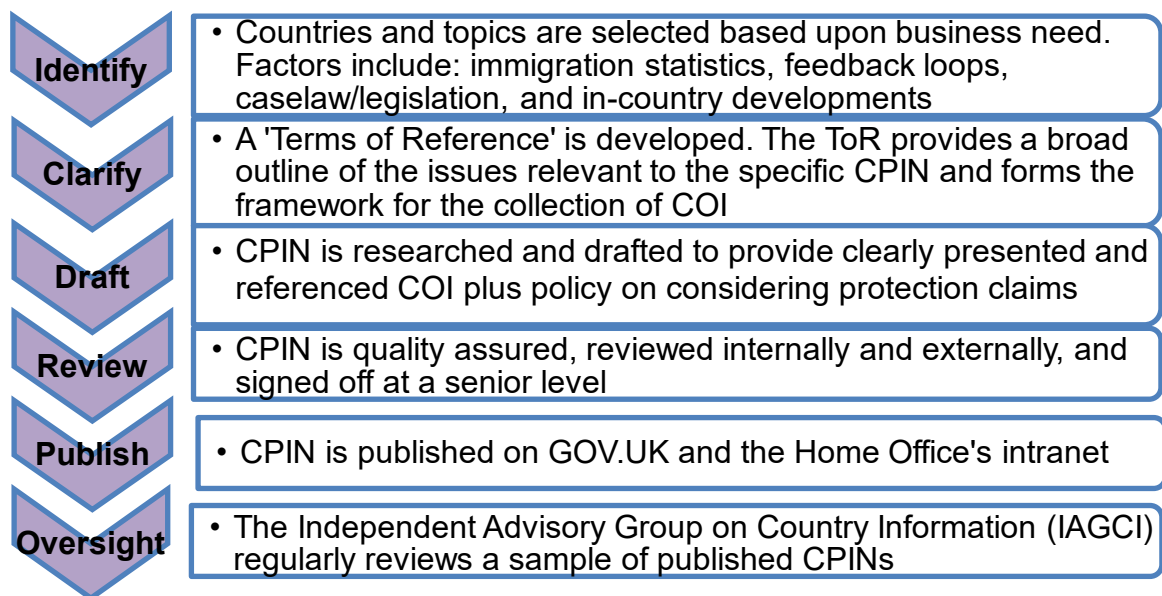 Identify
• Countries and topics are selected based upon business need.
Factors include: immigration statistics, feedback loops,
caselaw/legislation, and in-country developments
Clarify
• A 'Terms of Reference' is developed. The ToR provides a broad
outline of the issues relevant to the specific CPIN and forms the
framework for the collection of COI
Draft
• CPIN is researched and drafted to provide clearly presented and
referenced COI plus policy on considering protection claims
Review
• CPIN is quality assured, reviewed internally and externally, and
signed off at a senior level
Publish
• CPIN is published on GOV.UK and the Home Office's intranet
Oversight
• The Independent Advisory Group on Country Information (IAGCI)
regularly reviews a sample of published CPINs